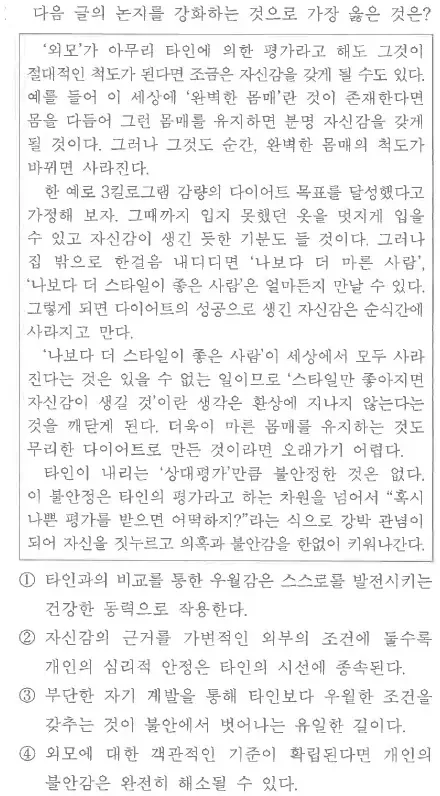 다음 글의 논지를 강화하는 것으로 가장 옳은 것은?
'외모'가 아무리 타인에 의한 평가라고 해도 그것이
절대적인 척도가 된다면 조금은 자신감을 갖게 될 수도 있다.
예를 들어 이 세상에 '완벽한 몸매'란 것이 존재한다면
몸을 다듬어 그런 몸매를 유지하면 분명 자신감을 갖게
될 것이다. 그러나 그것도 순간, 완벽한 몸매의 척도가
바뀌면 사라진다.
한 예로 3킬로그램 감량의 다이어트 목표를 달성했다고
가정해 보자. 그때까지 입지 못했던 옷을 멋지게 입을
수 있고 자신감이 생긴 듯한 기분도 들 것이다. 그러나
집 밖으로 한걸음 내디디면 '나보다 더 마른 사람',
'나보다 더 스타일이 좋은 사람'은 얼마든지 만날 수 있다.
그렇게 되면 다이어트의 성공으로 생긴 자신감은 순식간에
사라지고 만다.
'나보다 더 스타일이 좋은 사람'이 세상에서 모두 사라
진다는 것은 있을 수 없는 일이므로 '스타일만 좋아지면
자신감이 생길 것'이란 생각은 환상에 지나지 않는다는
것을 깨닫게 된다. 더욱이 마른 몸매를 유지하는 것도
무리한 다이어트로 만든 것이라면 오래가기 어렵다.
타인이 내리는 '상대평가'만큼 불안정한 것은 없다.
이 불안정은 타인의 평가라고 하는 차원을 넘어서 "혹시
나쁜 평가를 받으면 어떡하지?"라는 식으로 강박 관념이
되어 자신을 짓누르고 의혹과 불안감을 한없이 키워나간다.
① 타인과의 비교를 통한 우월감은 스스로를 발전시키는
건강한 동력으로 작용한다.
② 자신감의 근거를 가변적인 외부의 조건에 둘수록
개인의 심리적 안정은 타인의 시선에 종속된다.
③ 부단한 자기 계발을 통해 타인보다 우월한 조건을
갖추는 것이 불안에서 벗어나는 유일한 길이다.
④ 외모에 대한 객관적인 기준이 확립된다면 개인의
불안감은 완전히 해소될 수 있다.